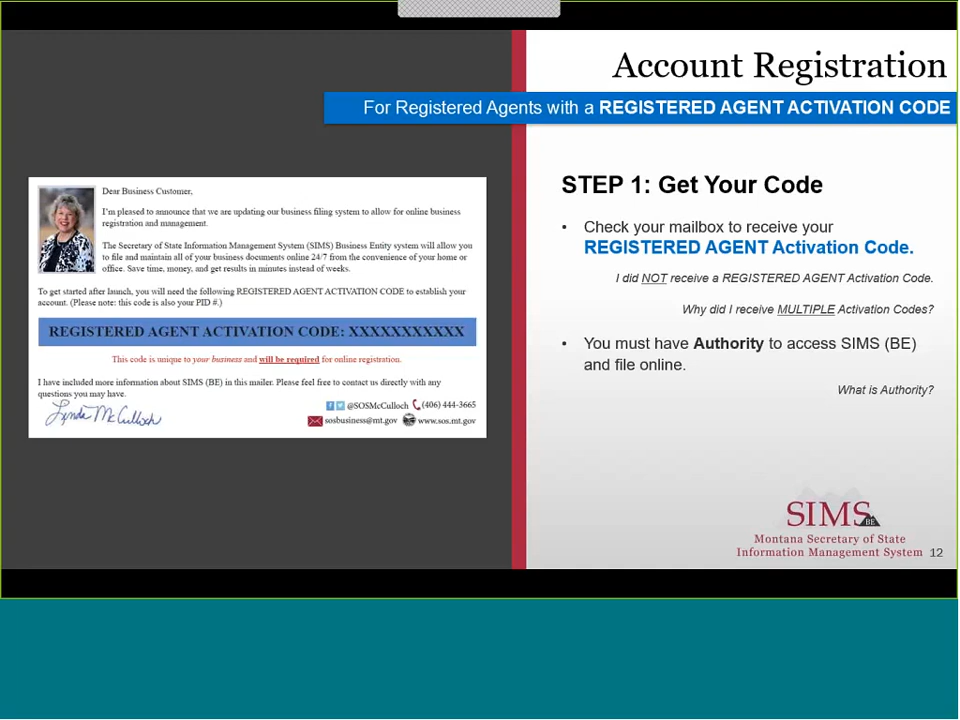 Account Registration
For Registered Agents with a REGISTERED AGENT ACTIVATION CODE
Dear Business Customer,
I'm pleased to announce that we are updating our business filing system to allow for online business
registration and management.
The Secretary of State Information Management System (SIMS) Business Entity system will allow you
to file and maintain all of your business documents online 24/7 from the convenience of your home or
office. Save time, money, and get results in minutes instead of weeks.
To get started after launch, you will need the following REGISTERED AGENT ACTIVATION CODE to establish your
account. (Please note: this code is also your PID #.)
REGISTERED AGENT ACTIVATION CODE: XXXXXXXXXXX
This code is unique to your business and will be required for online registration.
I have included more information about SIMS (BE) in this mailer. Please feel free to contact us directly with any
questions you may have.
Lynda McCulloch
@SOSMcCulloch (406) 444-3665
sosbusiness@mt.gov www.sos.mt.gov
STEP 1: Get Your Code
• Check your mailbox to receive your
REGISTERED AGENT Activation Code.
I did NOT receive a REGISTERED AGENT Activation Code.
Why did I receive MULTIPLE Activation Codes?
• You must have Authority to access SIMS (BE)
and file online.
What is Authority?
SIMS BE
Montana Secretary of State
Information Management System 12